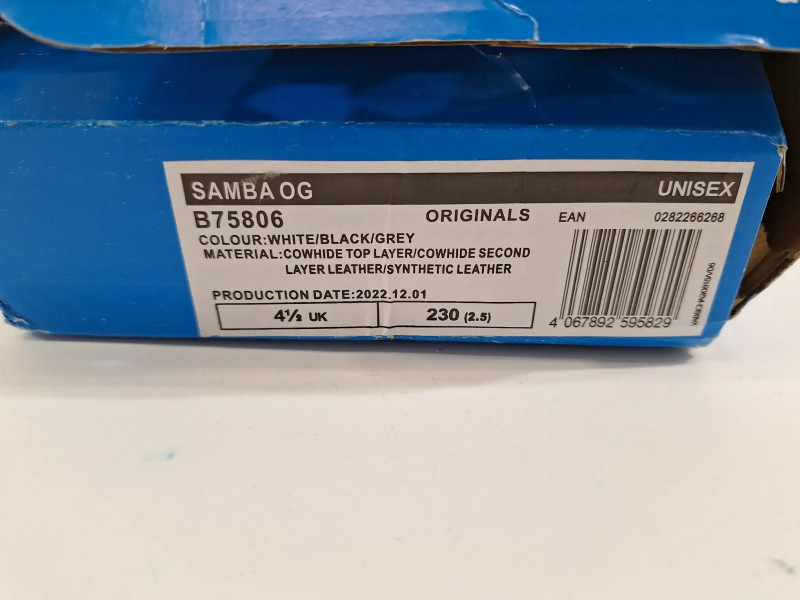 SAMBA OG UNISEX
B75806 ORIGINALS EAN 0282266268
COLOUR:WHITE/BLACK/GREY
MATERIAL:COWHIDE TOP LAYER/COWHIDE SECOND
LAYER LEATHER/SYNTHETIC LEATHER
PRODUCTION DATE:2022.12.01
4½ UK 230 (2.5)
4 067892 595829